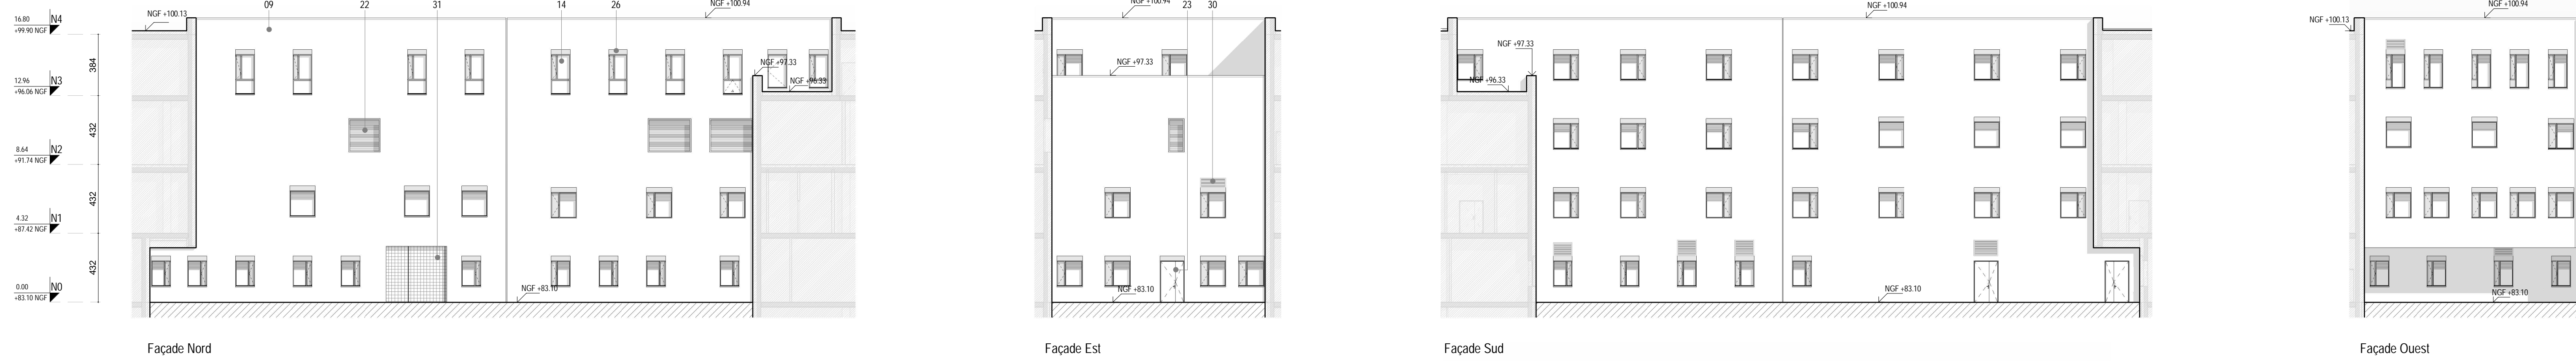 09
22
31
14
26
NGF +100.94
NGF +100.13
16.80
N4
+99.90 NGF
384
12.96
N3
+96.06 NGF
432
8.64
N2
+91.74 NGF
432
4.32
N1
+87.42 NGF
432
0.00
N0
+83.10 NGF
NGF +97.33
NGF +96.33
NGF +83.10
Façade Nord
NGF +100.94
23
30
NGF +97.33
NGF +83.10
Façade Est
NGF +100.94
NGF +97.33
NGF +96.33
NGF +83.10
Façade Sud
NGF +100.94
NGF +100.13
NGF +83.10
Façade Ouest